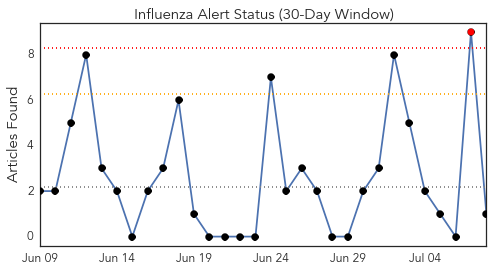 Influenza Alert Status (30-Day Window)
Articles Found
8
6
4
2
0
Jun 09 Jun 14 Jun 19 Jun 24 Jun 29 Jul 04